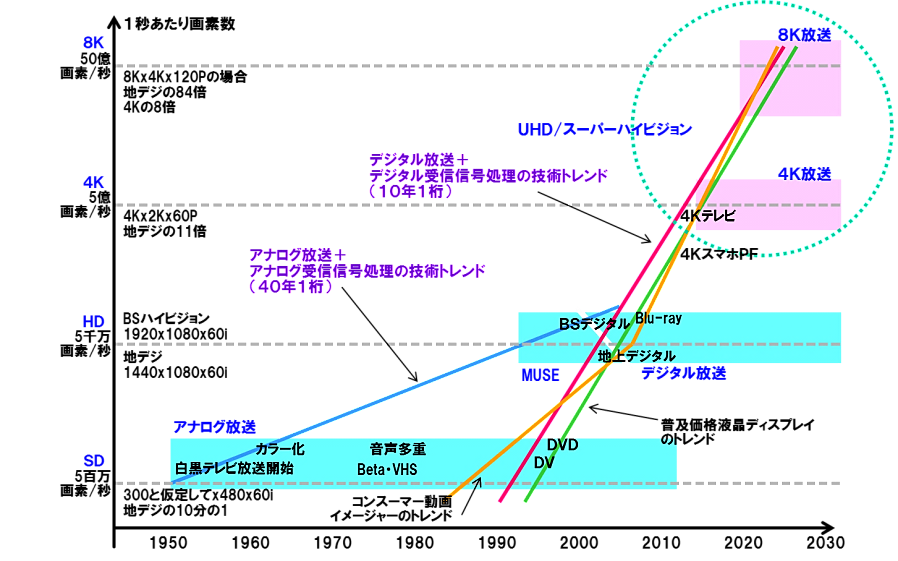 1秒あたり画素数
8K
50億
画素/秒
8Kx4Kx120Pの場合
地デジの84倍
4Kの8倍
8K放送
UHD/スーパーハイビジョン
デジタル放送+
デジタル受信信号処理の技術トレンド
(10年1桁)
4K
5億
画素/秒
4Kx2Kx60P
地デジの11倍
4K放送
4Kテレビ
4KスマホPF
アナログ放送+
アナログ受信信号処理の技術トレンド
(40年1桁)
HD
5千万
画素/秒
BSハイビジョン
1920x1080x60i
地デジ
1440x1080x60i
BSデジタル
Blu-ray
地上デジタル
MUSE
デジタル放送
アナログ放送
カラー化
音声多重
白黒テレビ放送開始
Beta・VHS
DVD
DV
普及価格液晶ディスプレイ
のトレンド
SD
5百万
画素/秒
300と仮定してx480x60i
地デジの10分の1
コンスーマー動画
イメージャーのトレンド
1950 1960 1970 1980 1990 2000 2010 2020 2030